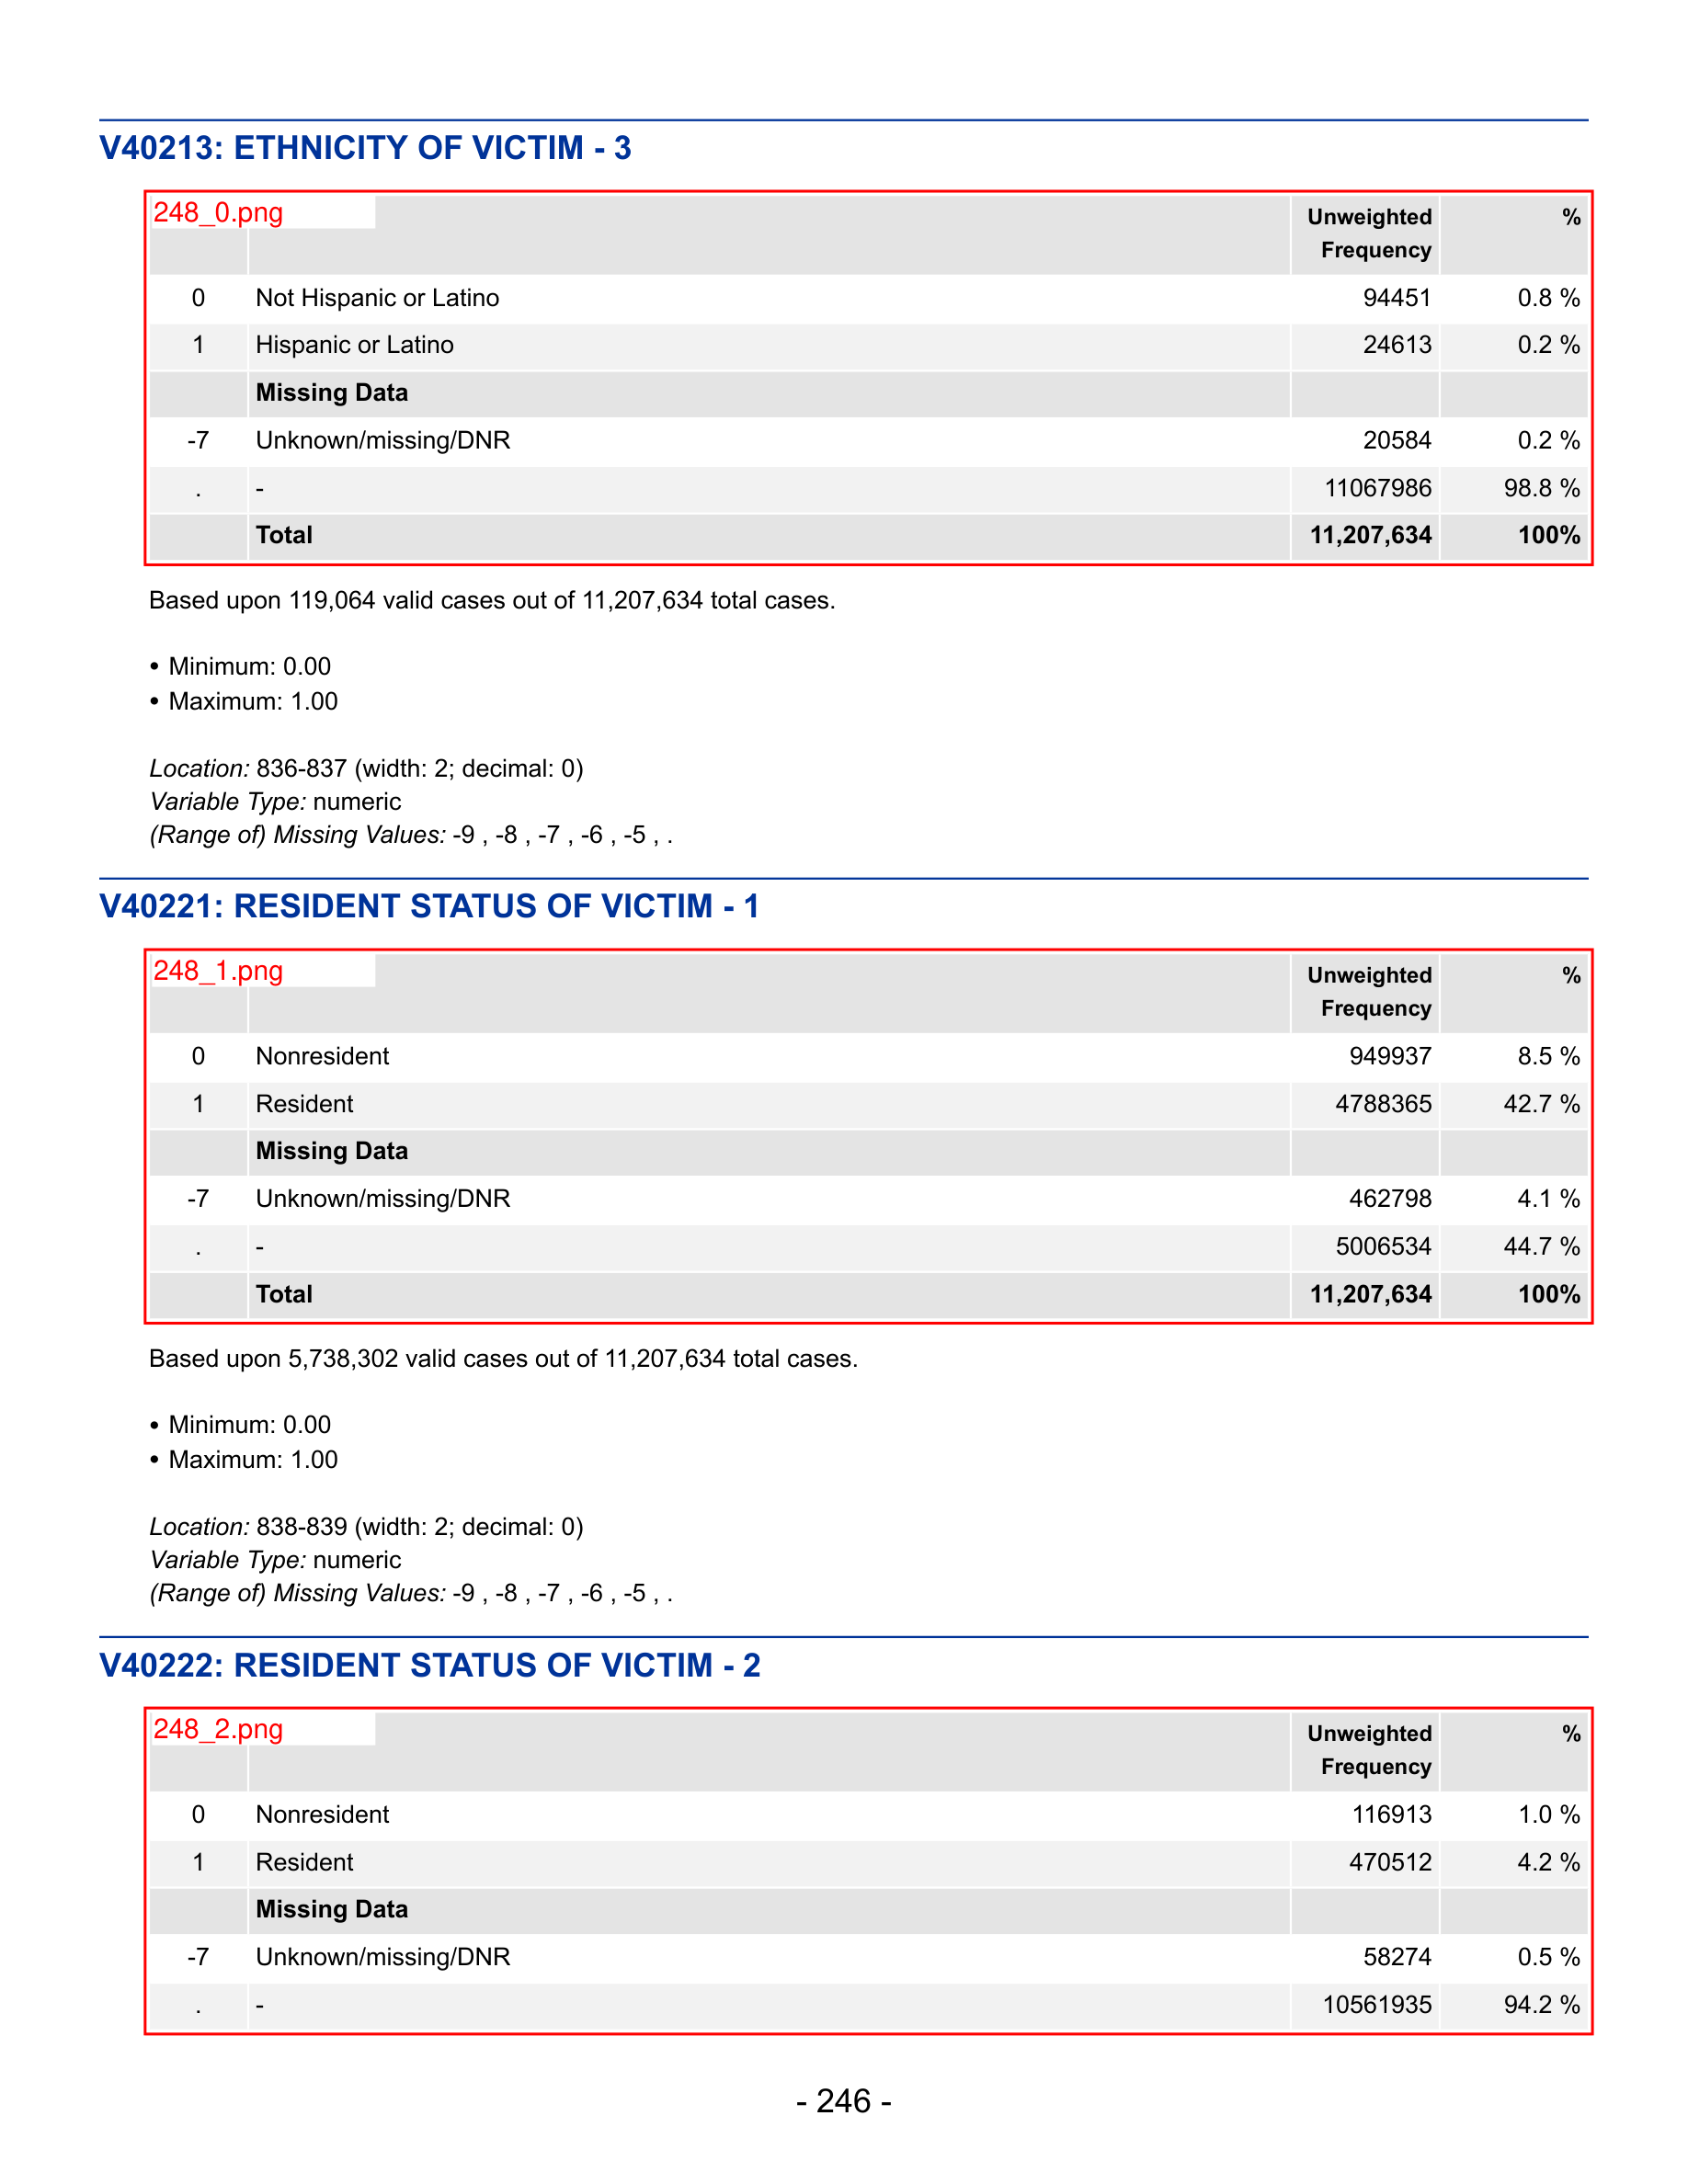 V40213: ETHNICITY OF VICTIM - 3
248_0.png
Unweighted Frequency %
0 Not Hispanic or Latino 94451 0.8 %
1 Hispanic or Latino 24613 0.2 %
Missing Data
-7 Unknown/missing/DNR 20584 0.2 %
. - 11067986 98.8 %
Total 11,207,634 100%
Based upon 119,064 valid cases out of 11,207,634 total cases.
• Minimum: 0.00
• Maximum: 1.00
Location: 836-837 (width: 2; decimal: 0)
Variable Type: numeric
(Range of) Missing Values: -9 , -8 , -7 , -6 , -5 , .
V40221: RESIDENT STATUS OF VICTIM - 1
248_1.png
Unweighted Frequency %
0 Nonresident 949937 8.5 %
1 Resident 4788365 42.7 %
Missing Data
-7 Unknown/missing/DNR 462798 4.1 %
. - 5006534 44.7 %
Total 11,207,634 100%
Based upon 5,738,302 valid cases out of 11,207,634 total cases.
• Minimum: 0.00
• Maximum: 1.00
Location: 838-839 (width: 2; decimal: 0)
Variable Type: numeric
(Range of) Missing Values: -9 , -8 , -7 , -6 , -5 , .
V40222: RESIDENT STATUS OF VICTIM - 2
248_2.png
Unweighted Frequency %
0 Nonresident 116913 1.0 %
1 Resident 470512 4.2 %
Missing Data
-7 Unknown/missing/DNR 58274 0.5 %
. - 10561935 94.2 %
- 246 -